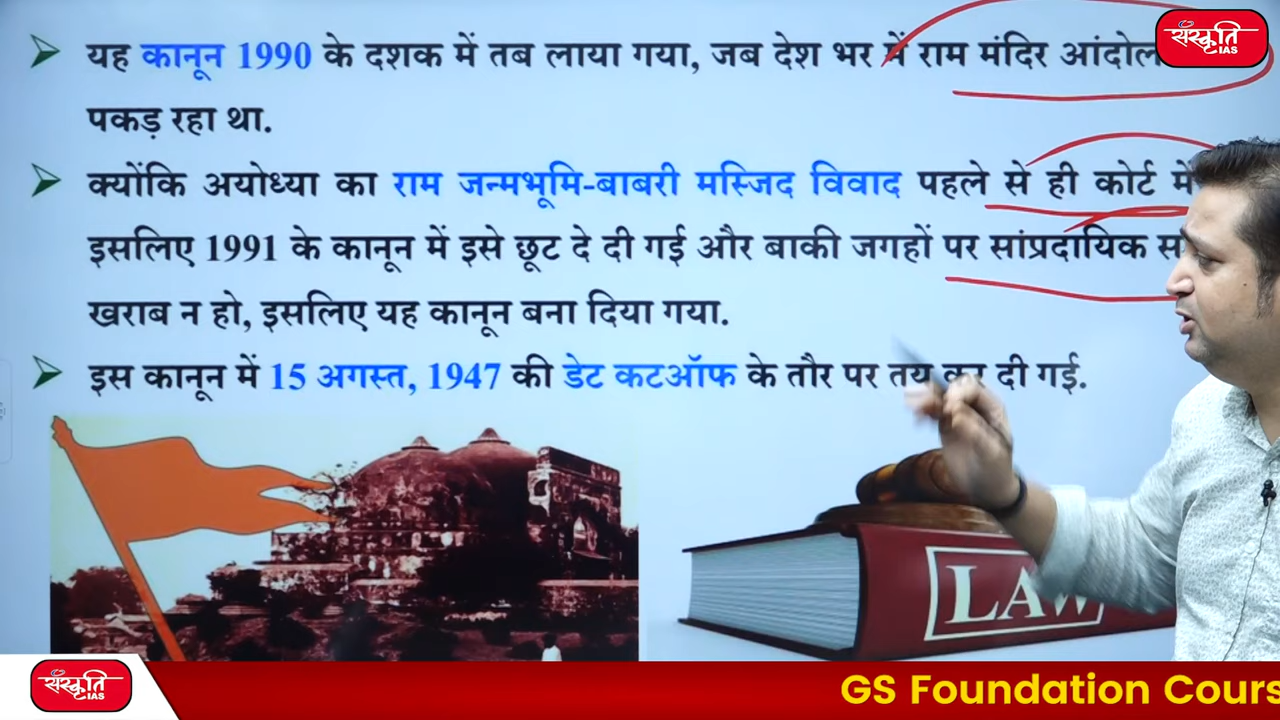 यह कानून 1990 के दशक में तब लाया गया, जब देश भर में राम मंदिर
संस्कृति
IAS
पकड़ रहा था.
क्योंकि अयोध्या का राम जन्मभूमि-बाबरी मस्जिद विवाद पहले से ही कोर्ट में
इसलिए 1991 के कानून में इसे छूट दे दी गई और बाकी जगहों पर सांप्रदायिक
खराब न हो, इसलिए यह कानून बना दिया गया.
इस कानून में 15 अगस्त, 1947 की डेट कटऑफ के तौर पर तय कर दी गई.
LAW
संस्कृति
IAS
GS Foundation Cours